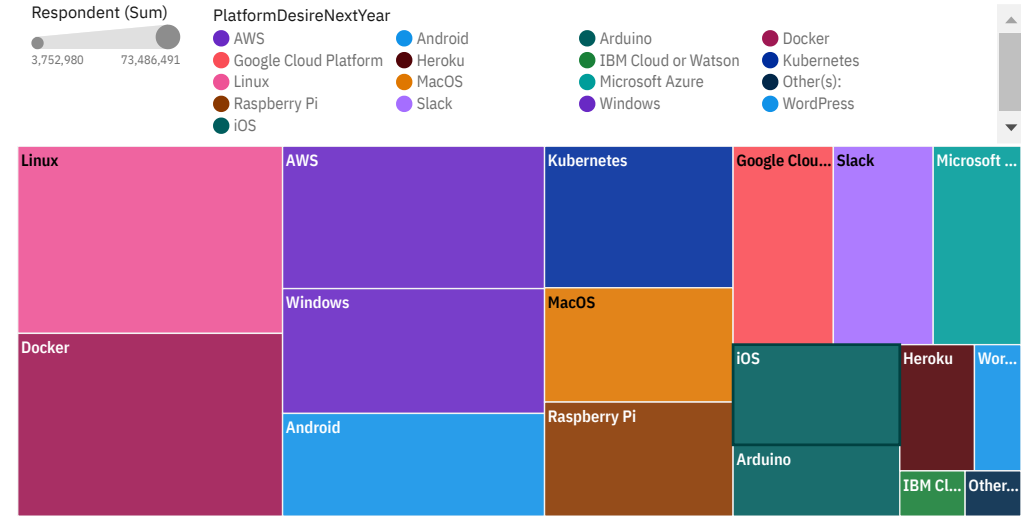 Respondent (Sum)
3,752,980 73,486,491
PlatformDesireNextYear
AWS Android Arduino Docker
Google Cloud Platform Heroku IBM Cloud or Watson Kubernetes
Linux MacOS Microsoft Azure Other(s):
Raspberry Pi Slack Windows WordPress
iOS
Linux AWS Kubernetes Google Clou... Slack Microsoft ...
Windows MacOS
Docker iOS Heroku Wor...
Android Raspberry Pi
Arduino
IBM Cl... Other...